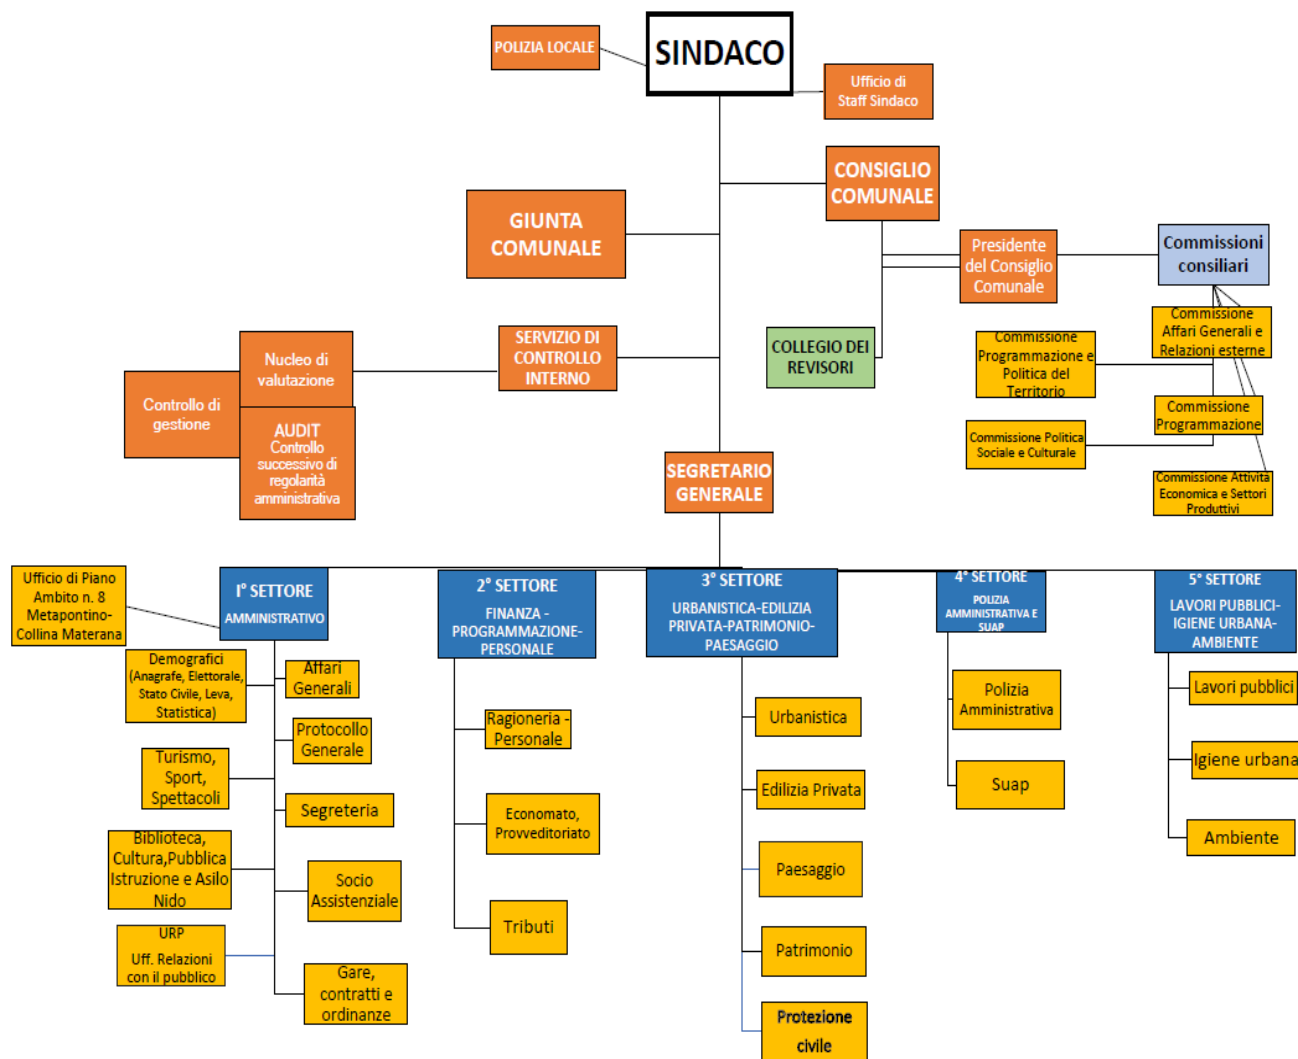 POLIZIA LOCALE
SINDACO
Ufficio di
Staff Sindaco
CONSIGLIO
COMUNALE
GIUNTA
COMUNALE
Presidente
del Consiglio
Comunale
Commissioni
consiliari
Commissione
Affari Generali e
Relazioni esterne
Commissione
Programmazione e
Politica del
Territorio
Commissione
Programmazione
Commissione Politica
Sociale e Culturale
Commissione Attività
Economica e Settori
Produttivi
COLLEGIO DEI
REVISORI
SERVIZIO DI
CONTROLLO
INTERNO
Nucleo di
valutazione
Controllo di
gestione
AUDIT
Controllo
successivo di
regolarità
amministrativa
SEGRETARIO
GENERALE
Ufficio di Piano
Ambito n. 8
Metapontino-
Collina Materana
I° SETTORE
AMMINISTRATIVO
Demografici
(Anagrafe, Elettorale,
Stato Civile, Leva,
Statistica)
Affari
Generali
Protocollo
Generale
Turismo,
Sport,
Spettacoli
Segreteria
Biblioteca,
Cultura,Pubblica
Istruzione e Asilo
Nido
Socio
Assistenziale
URP
Uff. Relazioni
con il pubblico
Gare,
contratti e
ordinanze
2° SETTORE
FINANZA -
PROGRAMMAZIONE-
PERSONALE
Ragioneria -
Personale
Economato,
Provveditoriato
Tributi
3° SETTORE
URBANISTICA-EDILIZIA
PRIVATA-PATRIMONIO-
PAESAGGIO
Urbanistica
Edilizia Privata
Paesaggio
Patrimonio
Protezione
civile
4° SETTORE
POLIZIA
AMMINISTRATIVA E
SUAP
Polizia
Amministrativa
Suap
5° SETTORE
LAVORI PUBBLICI-
IGIENE URBANA-
AMBIENTE
Lavori pubblici
Igiene urbana
Ambiente